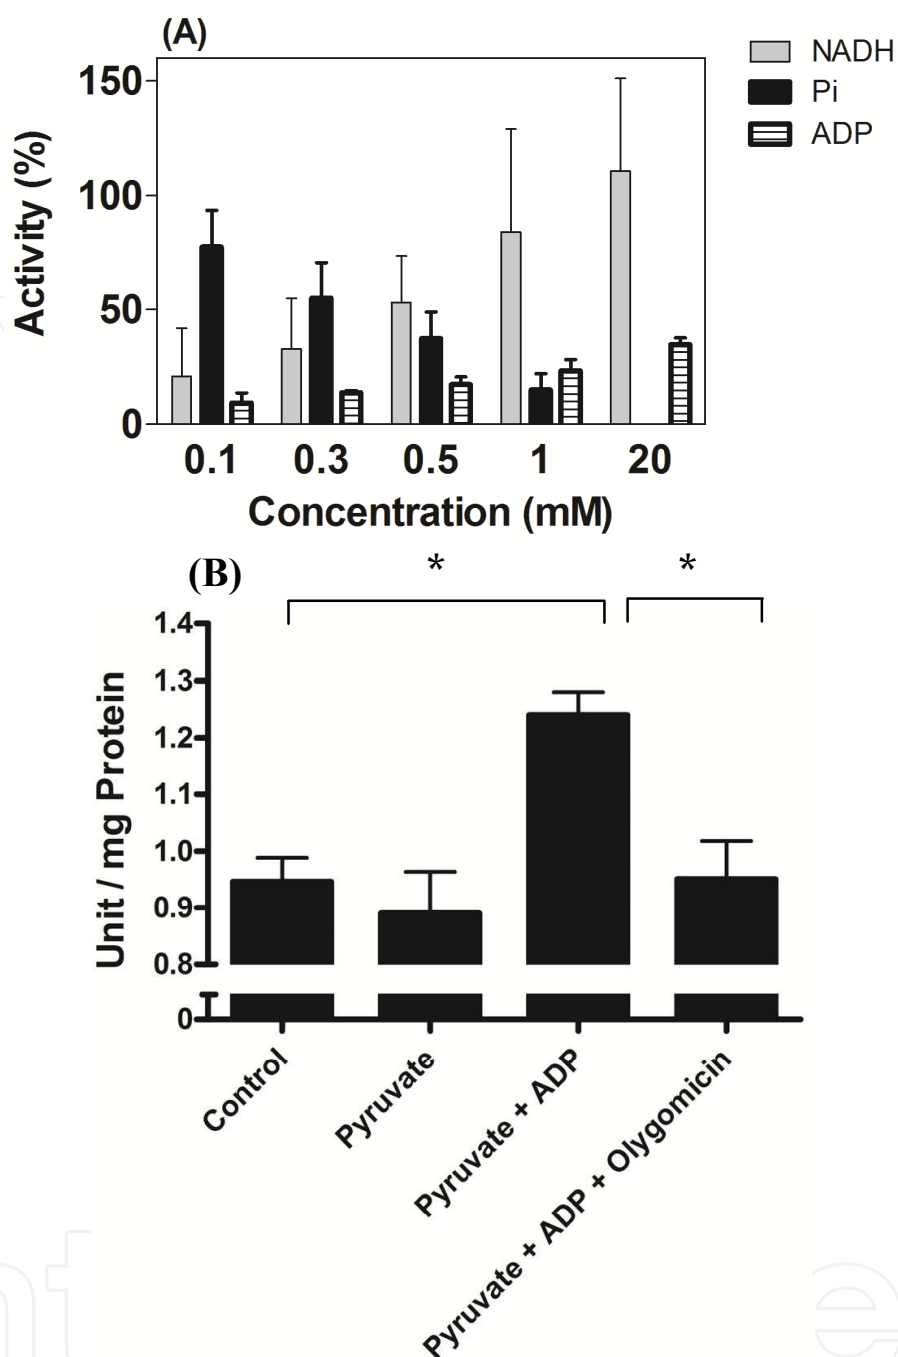 (A)
NADH
Pi
ADP
150
100
50
0
Activity (%)
0.1 0.3 0.5 1 20
Concentration (mM)
(B)
* *
1.4
1.3
1.2
1.1
1.0
0.9
0.8
0
Unit / mg Protein
Control
Pyruvate
Pyruvate + ADP
Pyruvate + ADP + Olygomicin